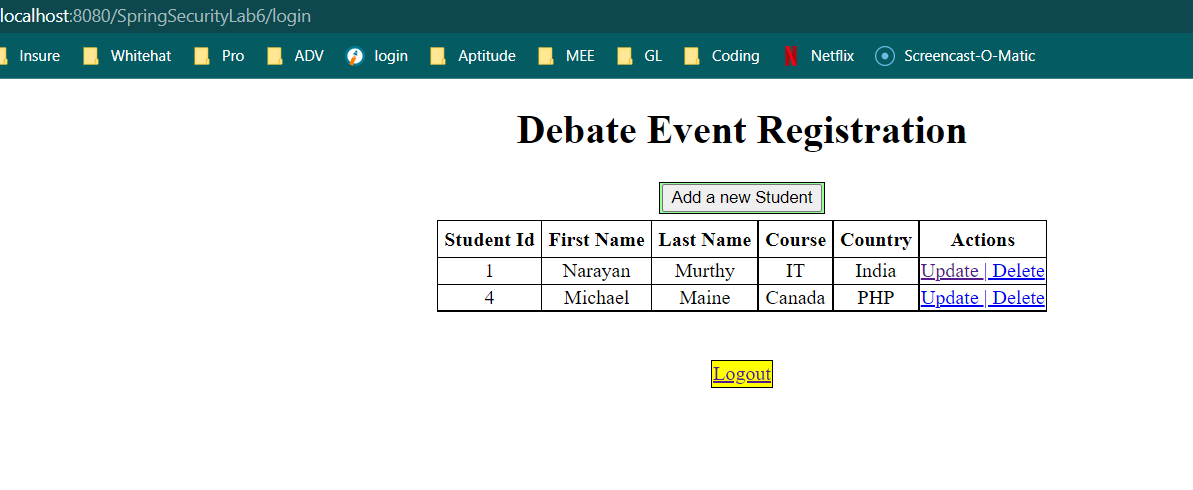 localhost:8080/SpringSecurityLab6/login
Insure Whitehat Pro ADV login Aptitude MEE GL Coding Netflix Screencast-O-Matic
Debate Event Registration
Add a new Student
Student Id First Name Last Name Course Country Actions
1 Narayan Murthy IT India Update | Delete
4 Michael Maine Canada PHP Update | Delete
Logout